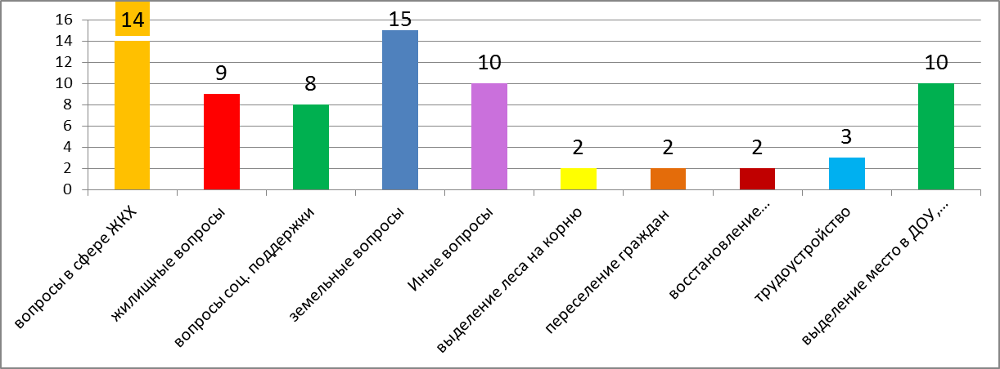 16
14
12
10
8
6
4
2
0
14
9
8
15
10
2
2
2
3
10
вопросы в сфере ЖКХ
жилищные вопросы
вопросы соц. поддержки
земельные вопросы
Иные вопросы
выделение леса на корню
переселение граждан
восстановление...
трудоустройство
выделение место в ДОУ,...